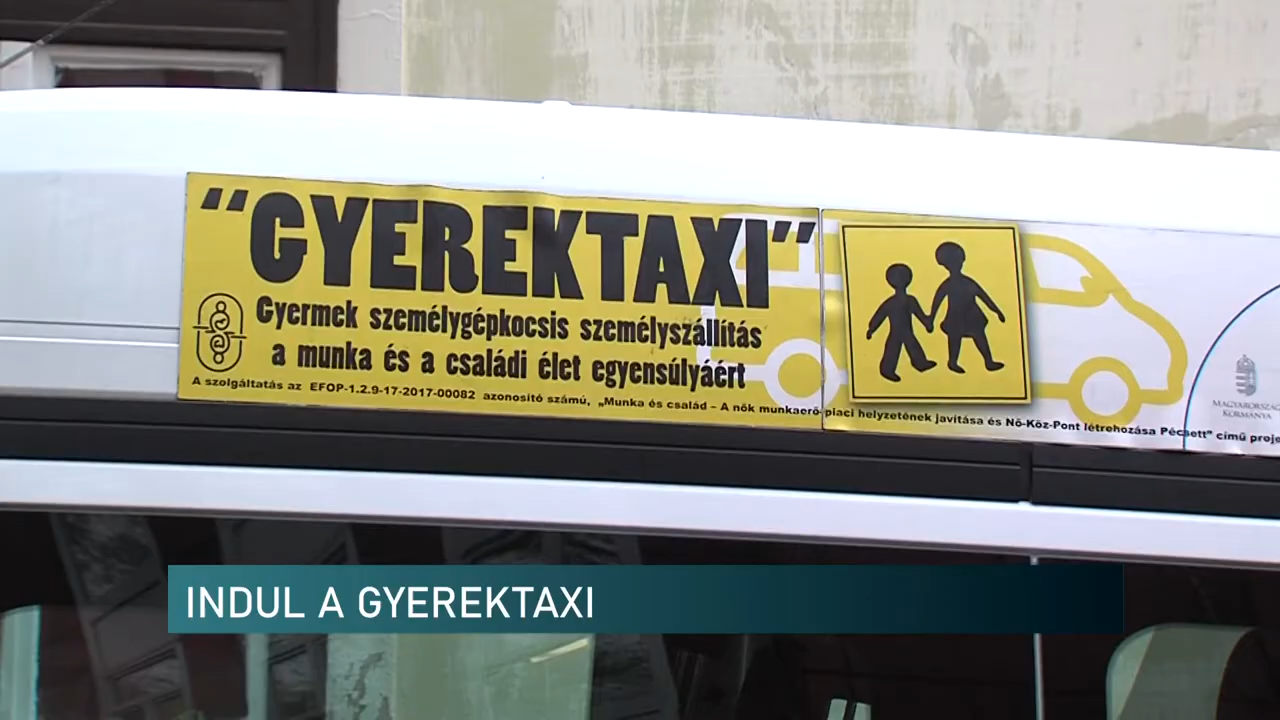 "GYEREKTAXI"
Gyermek személygépkocsis személyszállítás
a munka és a családi élet egyensúlyáért
A szolgáltatás az EFOP-1.2.9-17-2017-00082 azonosító számú, „Munka és család – A nők munkaerő-piaci helyzetének javítása és Nő-Köz-Pont létrehozása Pécsett" című proje
MAGYARORSZÁG
KORMÁNYA
INDUL A GYEREKTAXI